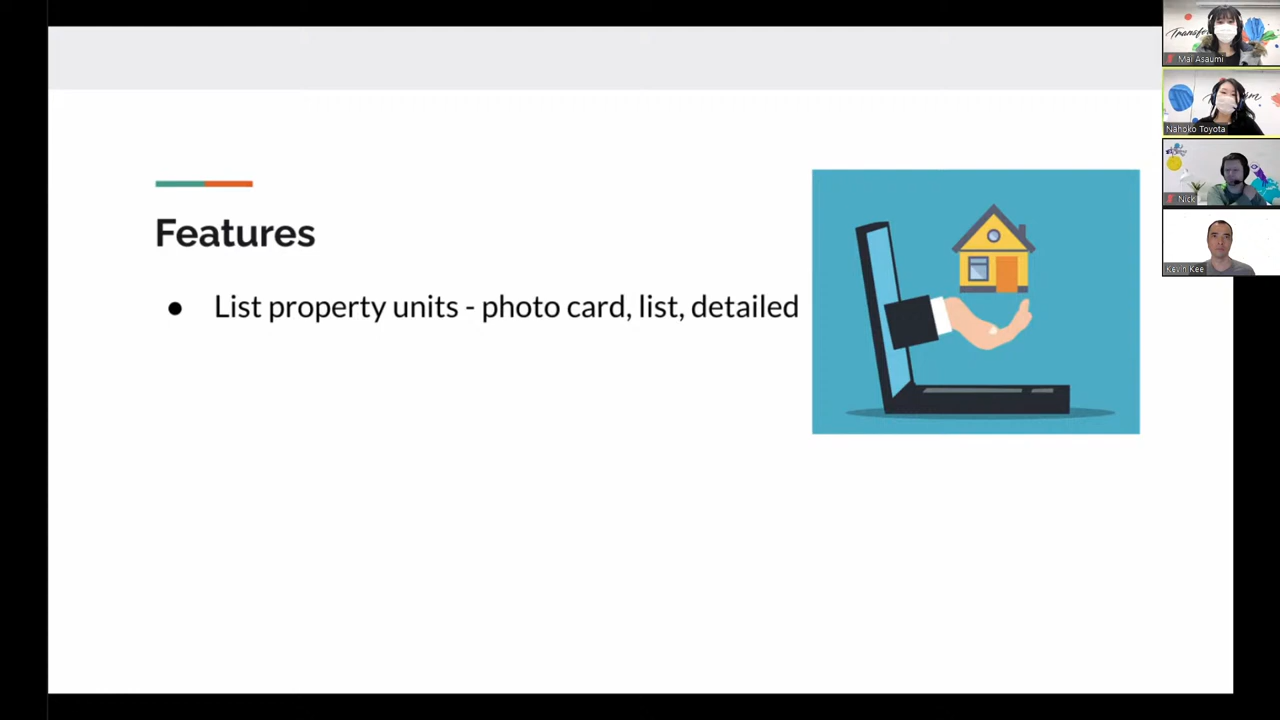 Features
● List property units - photo card, list, detailed
Mai Asaumi
Nahoko Toyota
Nick
Kevin Kee